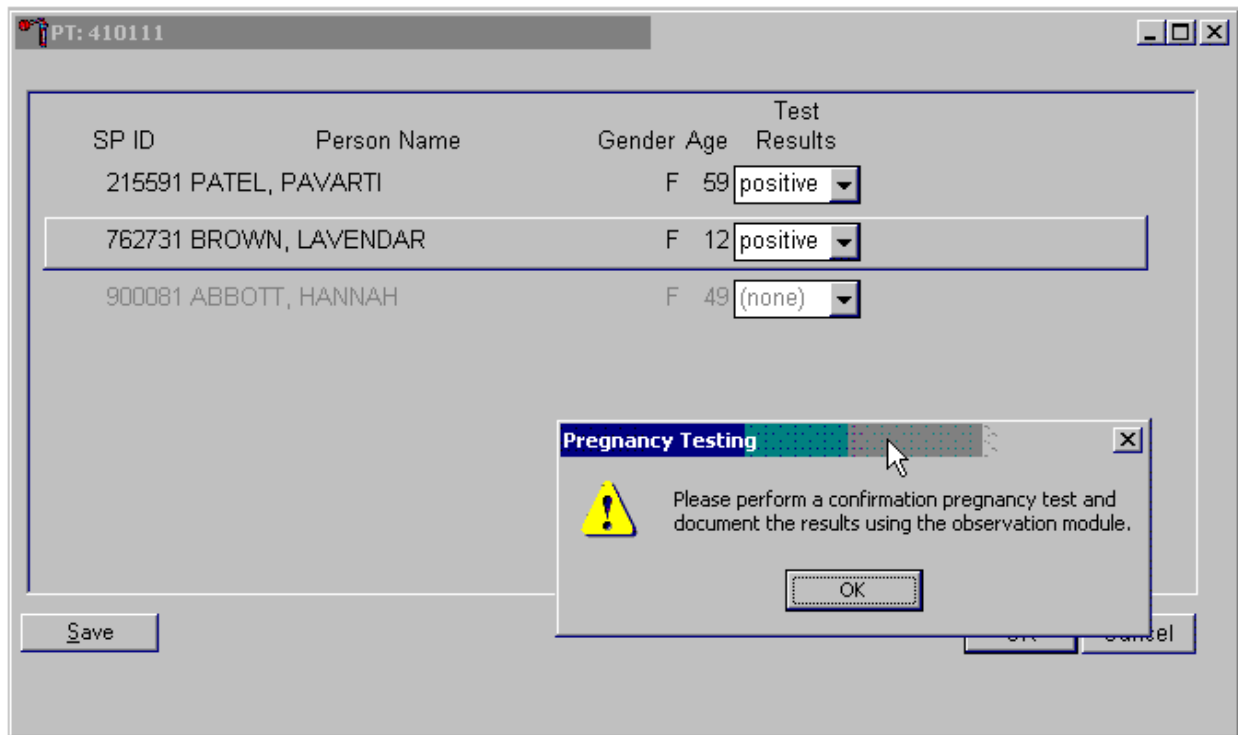 PT: 410111
Test
SP ID Person Name Gender Age Results
215591 PATEL, PAVARTI F 59 positive
762731 BROWN, LAVENDAR F 12 positive
900081 ABBOTT, HANNAH F 49 (none)
Pregnancy Testing
Please perform a confirmation pregnancy test and
document the results using the observation module.
OK
Save